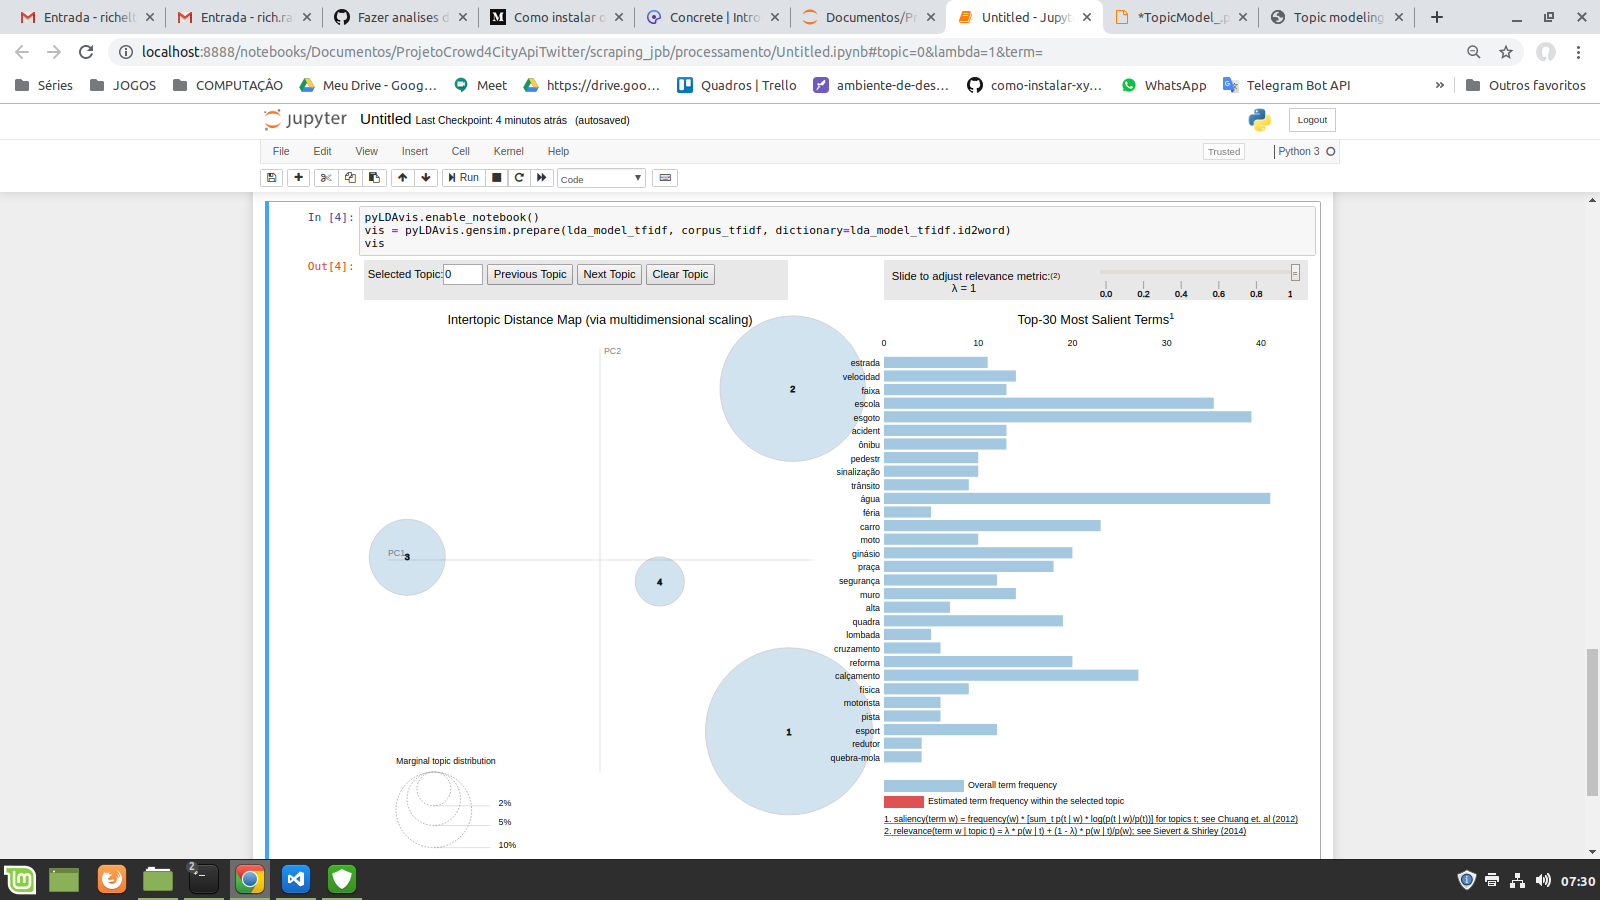 Entrada - richelt
Entrada - rich.ra
Fazer analises d
Como instalar o
Concrete | Intro
Documentos/Pr
Untitled - Jupyt
*TopicModel_.p
Topic modeling
localhost:8888/notebooks/Documentos/ProjetoCrowd4CityApiTwitter/scraping_jpb/processamento/Untitled.ipynb#topic=0&lambda=1&term=
Séries
JOGOS
COMPUTAÇÂO
Meu Drive - Goog…
Meet
https://drive.goo…
Quadros | Trello
ambiente-de-des…
como-instalar-xy…
WhatsApp
Telegram Bot API
»
Outros favoritos
jupyter Untitled Last Checkpoint: 4 minutos atrás (autosaved)
Logout
File Edit View Insert Cell Kernel Help
Trusted
Python 3
Run
Code
In [4]:
pyLDAvis.enable_notebook()
vis = pyLDAvis.gensim.prepare(lda_model_tfidf, corpus_tfidf, dictionary=lda_model_tfidf.id2word)
vis
Out[4]:
Selected Topic: 0 Previous Topic Next Topic Clear Topic
Slide to adjust relevance metric:(2)
λ = 1
0.0 0.2 0.4 0.6 0.8 1
Intertopic Distance Map (via multidimensional scaling)
PC2
PC1
2
3
4
1
Marginal topic distribution
2%
5%
10%
Top-30 Most Salient Terms1
0 10 20 30 40
estrada
velocidad
faixa
escola
esgoto
acident
ônibu
pedestr
sinalização
trânsito
água
féria
carro
moto
ginásio
praça
segurança
muro
alta
quadra
lombada
cruzamento
reforma
calçamento
física
motorista
pista
esport
redutor
quebra-mola
Overall term frequency
Estimated term frequency within the selected topic
1. saliency(term w) = frequency(w) * [sum_t p(t | w) * log(p(t | w)/p(t))] for topics t; see Chuang et. al (2012)
2. relevance(term w | topic t) = λ * p(w | t) + (1 - λ) * p(w | t)/p(w); see Sievert & Shirley (2014)
2
07:30